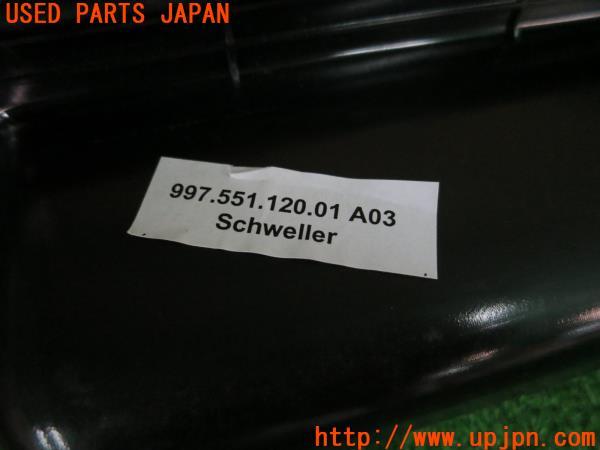 USED PARTS JAPAN
997.551.120.01 A03
Schweller
http://www.upjpn.com